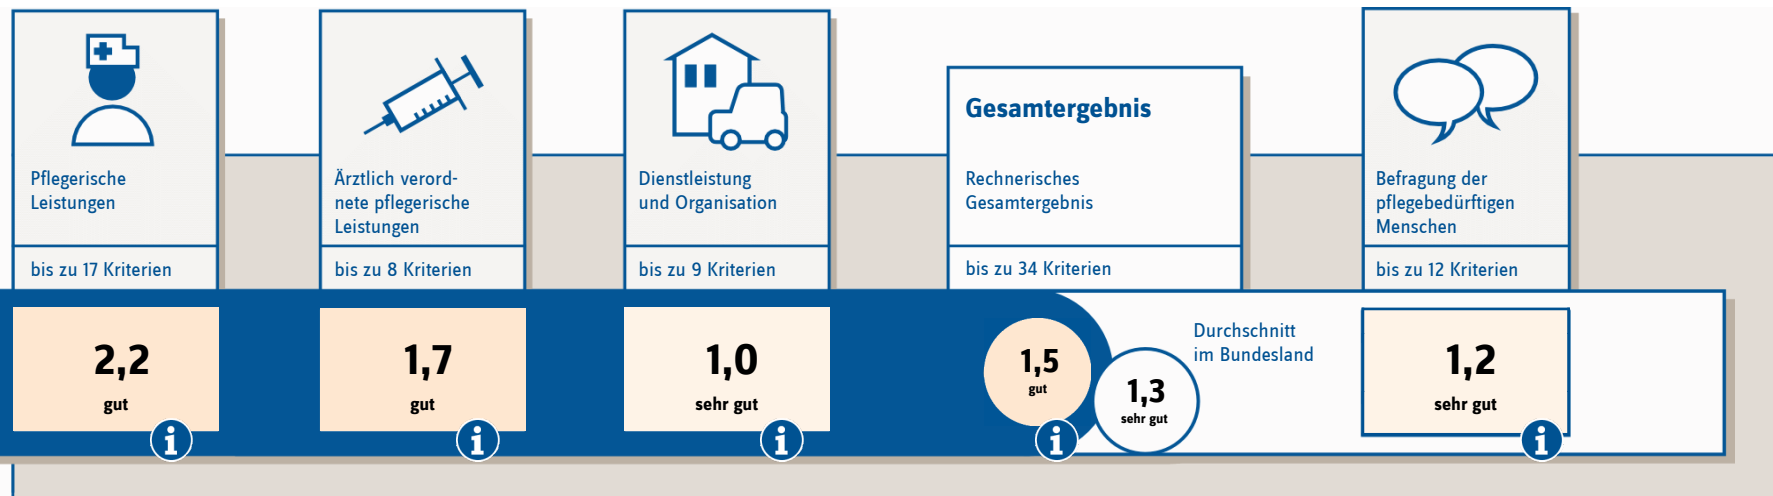 Pflegerische
Leistungen
bis zu 17 Kriterien
2,2
gut
i
Ärztlich verord-
nete pflegerische
Leistungen
bis zu 8 Kriterien
1,7
gut
i
Dienstleistung
und Organisation
bis zu 9 Kriterien
1,0
sehr gut
i
Gesamtergebnis
Rechnerisches
Gesamtergebnis
bis zu 34 Kriterien
1,5
gut
i
1,3
sehr gut
Durchschnitt
im Bundesland
Befragung der
pflegebedürftigen
Menschen
bis zu 12 Kriterien
1,2
sehr gut
i